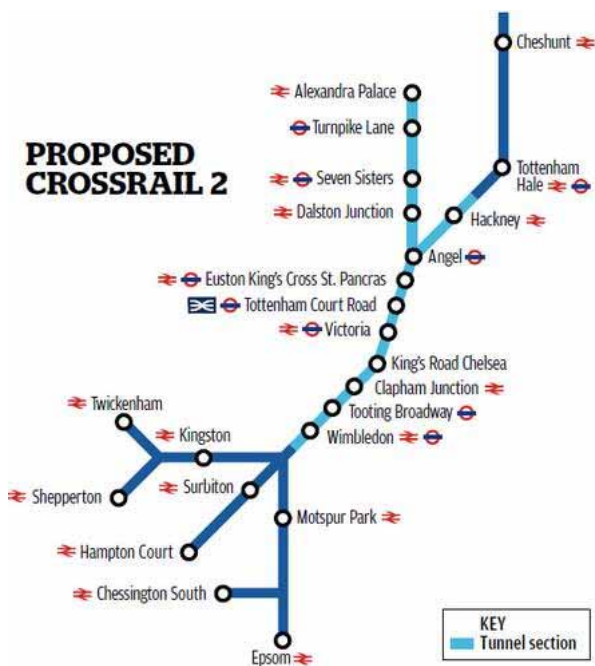 Cheshunt
Alexandra Palace
Turnpike Lane
PROPOSED
CROSSRAIL 2
Seven Sisters
Tottenham
Hale
Dalston Junction
Hackney
Angel
Euston King's Cross St. Pancras
Tottenham Court Road
Victoria
King's Road Chelsea
Clapham Junction
Twickenham
Tooting Broadway
Kingston
Wimbledon
Surbiton
Shepperton
Motspur Park
Hampton Court
Chessington South
KEY
Tunnel section
Epsom